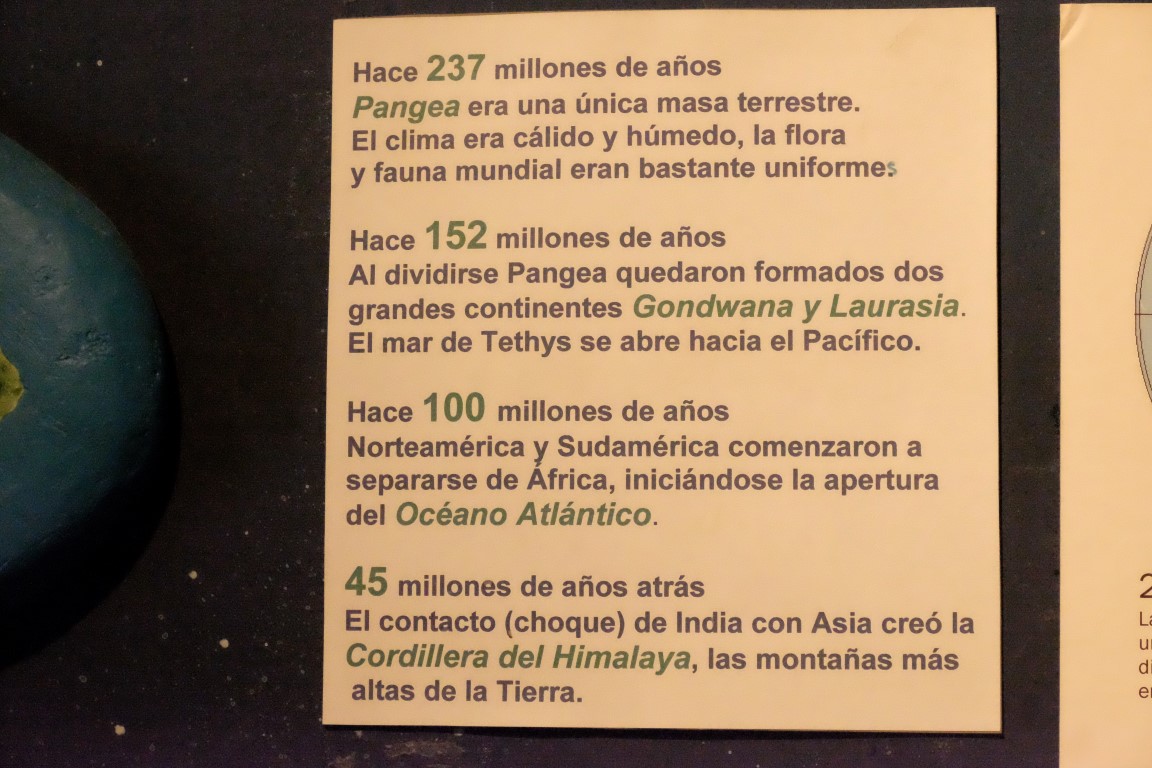 Hace 237 millones de años
Pangea era una única masa terrestre.
El clima era cálido y húmedo, la flora
y fauna mundial eran bastante uniformes
Hace 152 millones de años
Al dividirse Pangea quedaron formados dos
grandes continentes Gondwana y Laurasia.
El mar de Tethys se abre hacia el Pacífico.
Hace 100 millones de años
Norteamérica y Sudamérica comenzaron a
separarse de África, iniciándose la apertura
del Océano Atlántico.
45 millones de años atrás
El contacto (choque) de India con Asia creó la
Cordillera del Himalaya, las montañas más
altas de la Tierra.